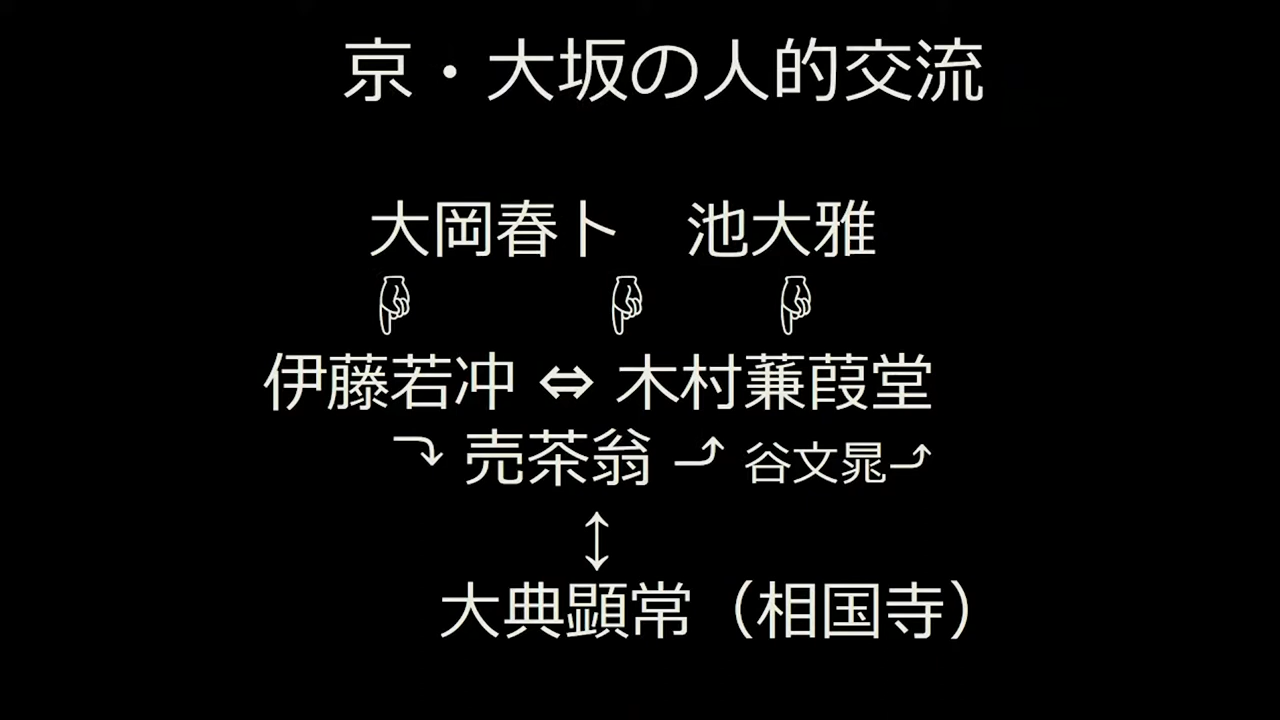 京・大坂の人的交流
大岡春卜　池大雅
☟ ☟ ☟
伊藤若冲 ⇔ 木村蒹葭堂
⤵ 売茶翁 ⤴ 谷文晁⤴
↕
大典顕常（相国寺）